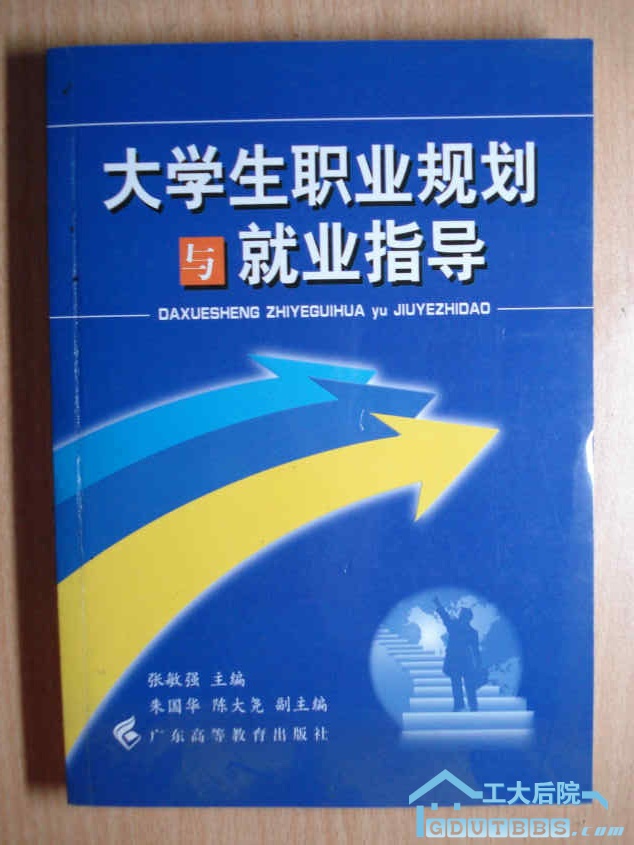 大学生职业规划
与就业指导
DAXUESHENG ZHIYEGUIHUA yu JIUYEZHIDAO
张敏强 主编
朱国华 陈大尧 副主编
广东高等教育出版社
工大后院
GDUTBBS.com